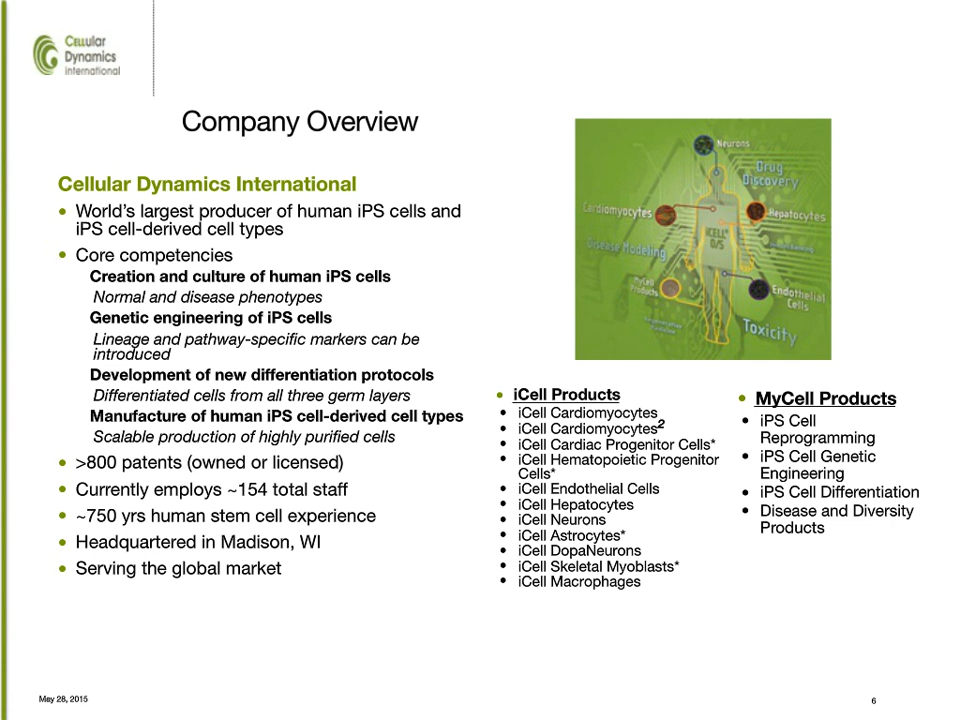 Cellular
Dynamics
international
Company Overview
Cellular Dynamics International
• World's largest producer of human iPS cells and
iPS cell-derived cell types
• Core competencies
Creation and culture of human iPS cells
Normal and disease phenotypes
Genetic engineering of iPS cells
Lineage and pathway-specific markers can be
introduced
Development of new differentiation protocols
Differentiated cells from all three germ layers
Manufacture of human iPS cell-derived cell types
Scalable production of highly purified cells
• >800 patents (owned or licensed)
• Currently employs ~154 total staff
• ~750 yrs human stem cell experience
• Headquartered in Madison, WI
• Serving the global market
Neurons
Drug
Discovery
Cardiomyocytes
Hepatocytes
iCELL®
O/S
Disease Modeling
MyCell
Products
Endothelial
Cells
Toxicity
• iCell Products
• iCell Cardiomyocytes
• iCell Cardiomyocytes2
• iCell Cardiac Progenitor Cells*
• iCell Hematopoietic Progenitor
Cells*
• iCell Endothelial Cells
• iCell Hepatocytes
• iCell Neurons
• iCell Astrocytes*
• iCell DopaNeurons
• iCell Skeletal Myoblasts*
• iCell Macrophages
• MyCell Products
• iPS Cell
Reprogramming
• iPS Cell Genetic
Engineering
• iPS Cell Differentiation
• Disease and Diversity
Products
May 28, 2015
6